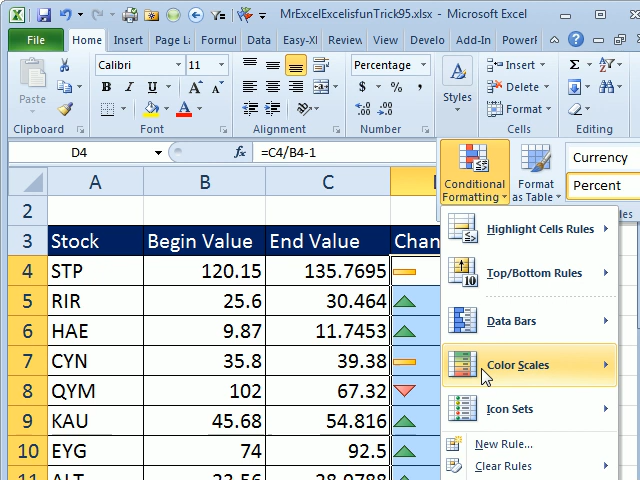 MrExcelExcelisfunTrick95.xlsx - Microsoft Excel
File Home Insert Page La Formul Data Easy-XI Review View Develo Add-In PowerP
Paste Calibri 11 Percentage Styles Insert
B I U A A $ % , Delete
Format
Clipboard Font Alignment Number Cells Editing
D4 fx =C4/B4-1
Conditional Formatting Format as Table Currency
Percent
A B C
2
3 Stock Begin Value End Value Chan
4 STP 120.15 135.7695
5 RIR 25.6 30.464
6 HAE 9.87 11.7453
7 CYN 35.8 39.38
8 QYM 102 67.32
9 KAU 45.68 54.816
10 EYG 74 92.5
Highlight Cells Rules
Top/Bottom Rules
Data Bars
Color Scales
Icon Sets
New Rule...
Clear Rules